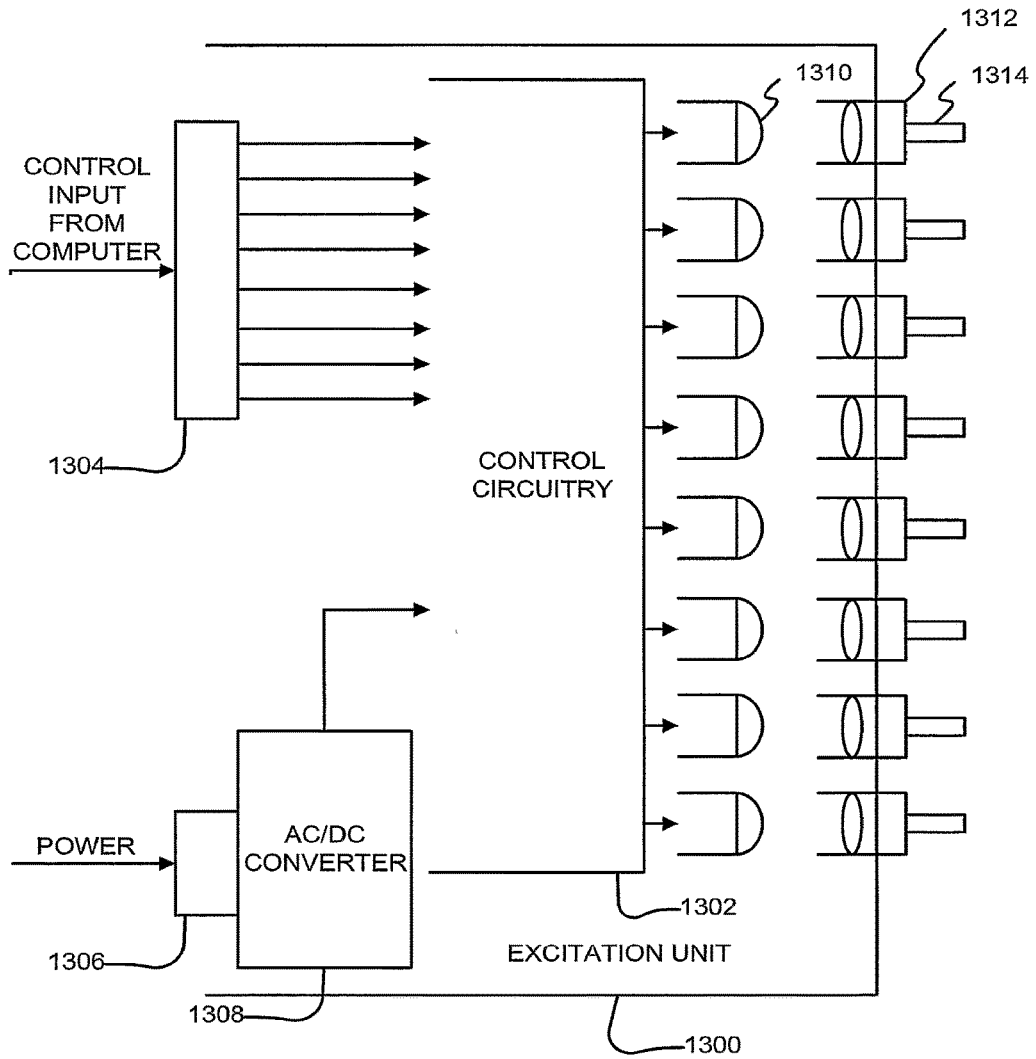 1312
1310
1314
CONTROL
INPUT
FROM
COMPUTER
1304
CONTROL
CIRCUITRY
POWER
AC/DC
CONVERTER
1302
1306
EXCITATION UNIT
1308
1300